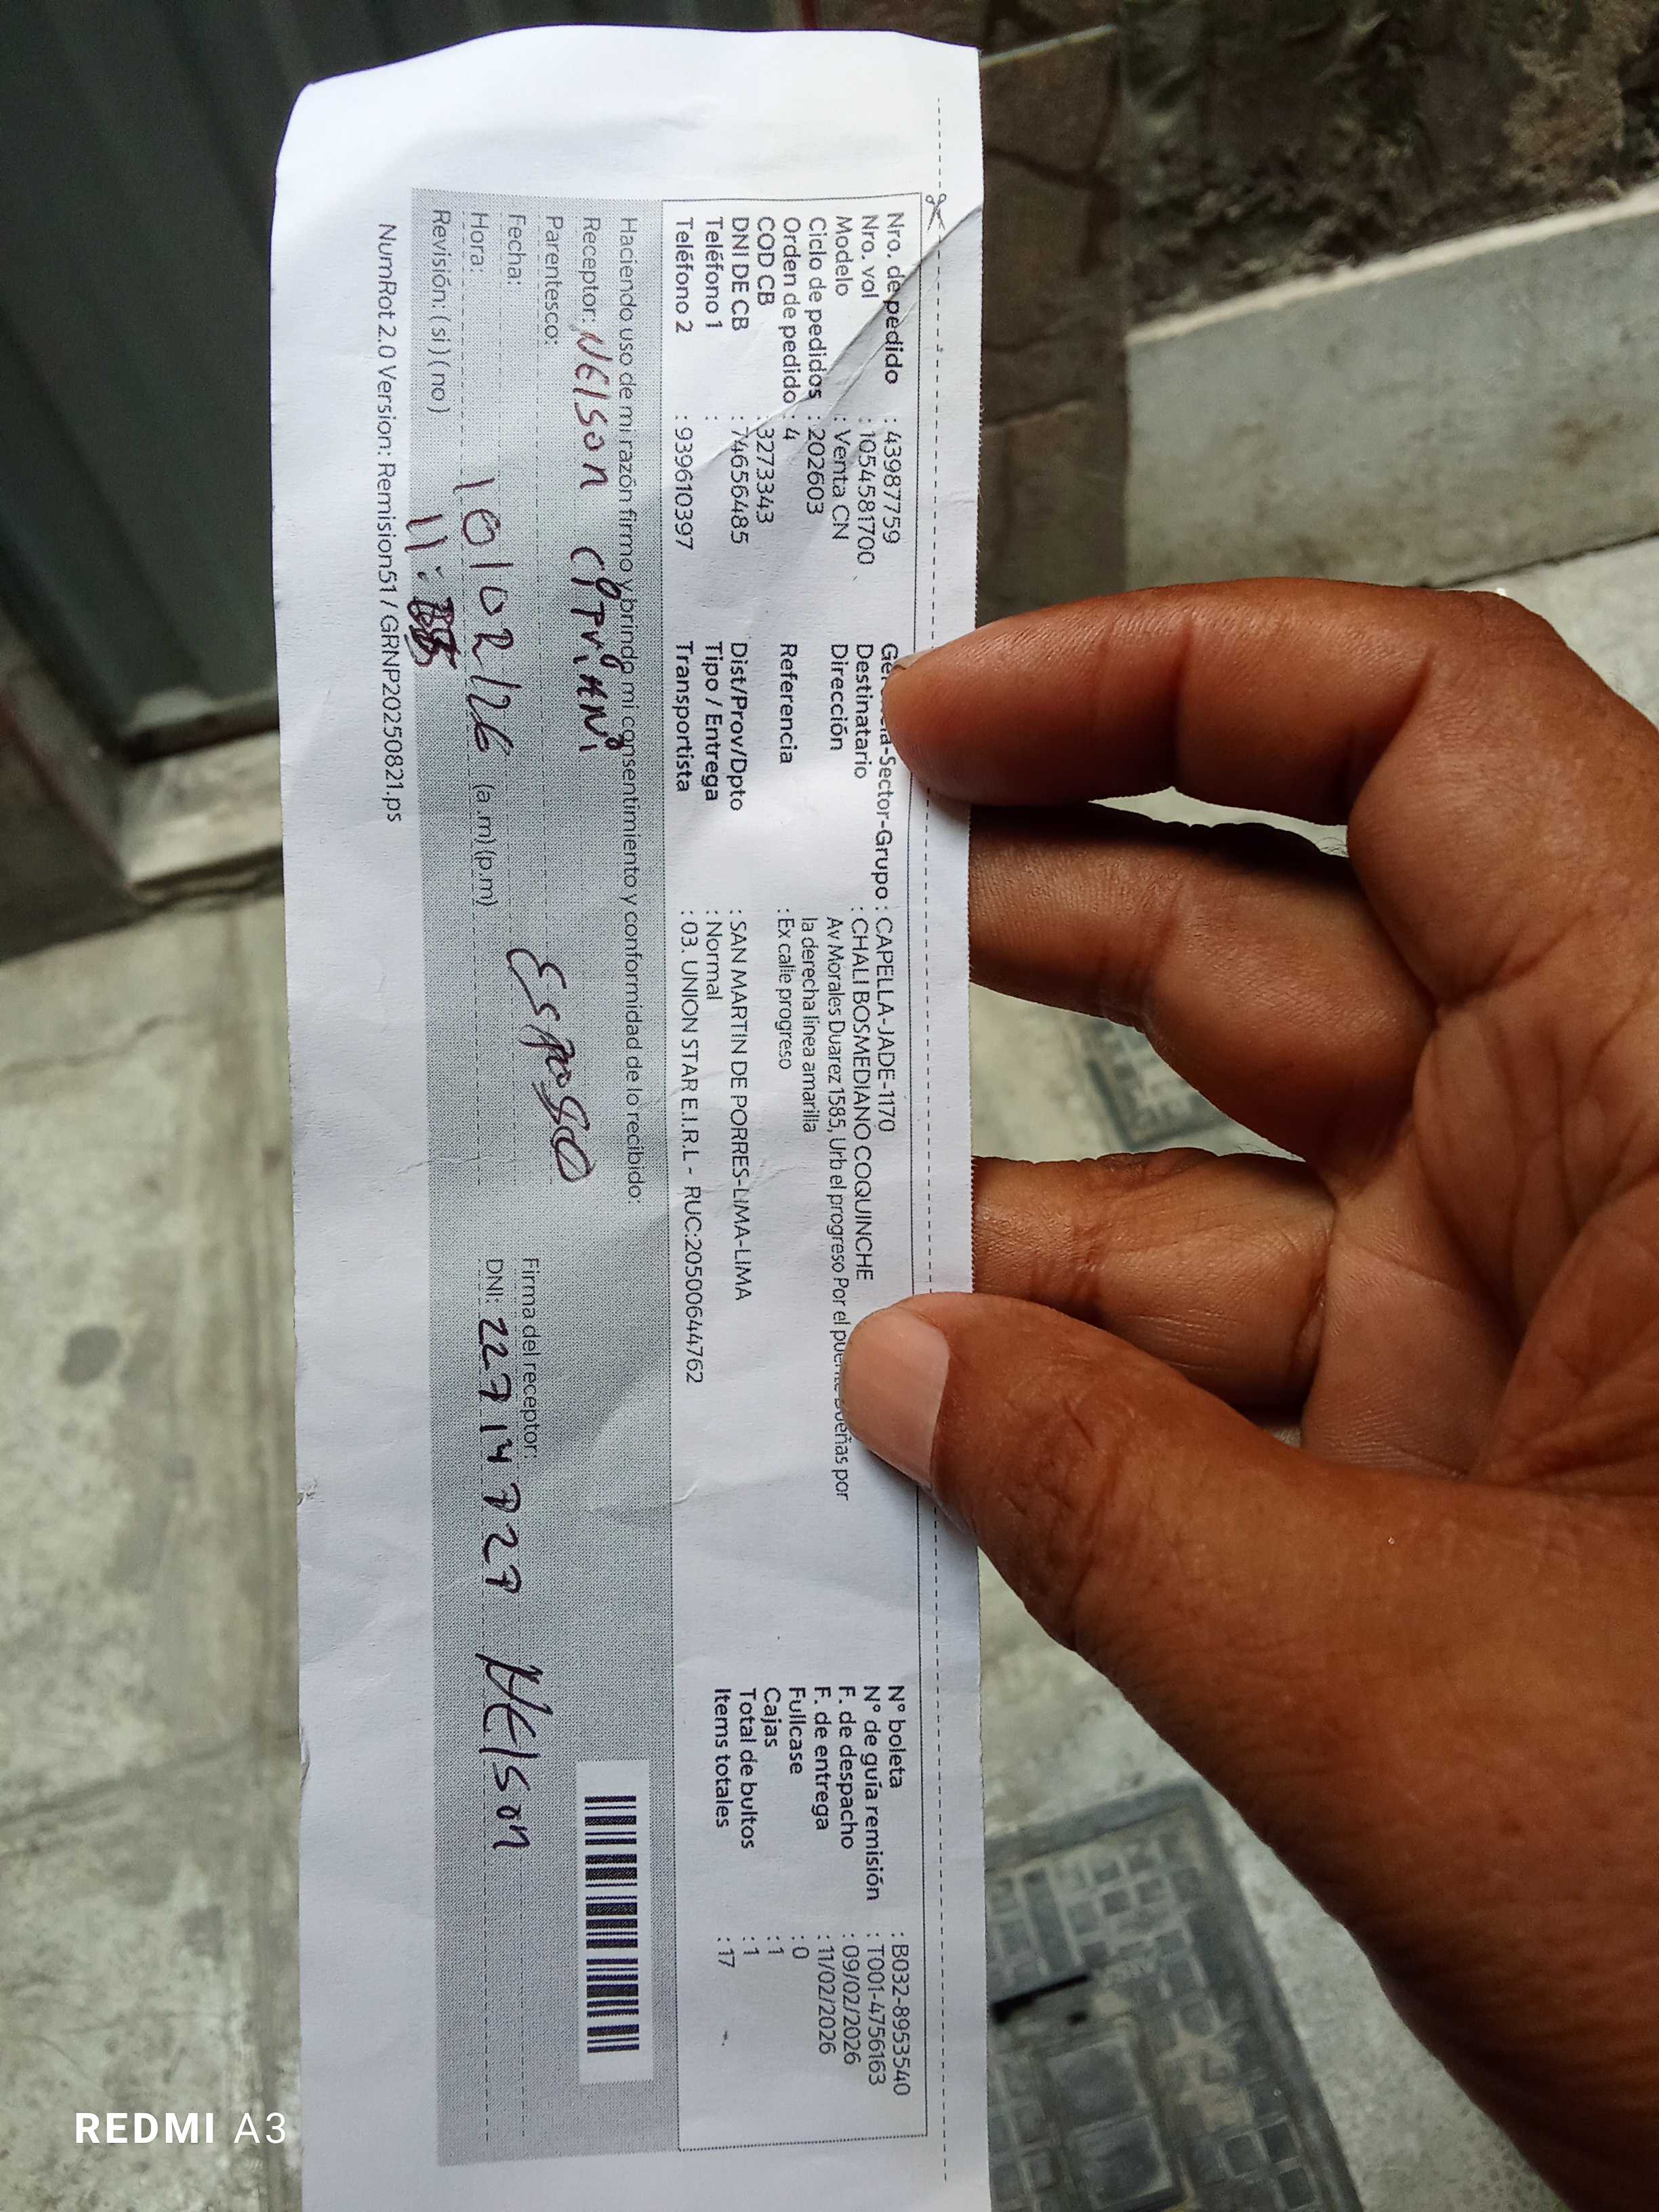 Nro. de pedido : 43987759
Nro. vol : 1054581700
Modelo : Venta CN
Ciclo de pedidos : 202603
Orden de pedido : 4
COD CB : 3273343
DNI DE CB : 74656485
Teléfono 1 :
Teléfono 2 : 939610397
-Sector-Grupo : CAPELLA-JADE-1170
Destinatario : CHALI BOSMEDIANO COQUINCHE
Dirección Av Morales Duarez 1585, Urb el progreso Por el por
la derecha linea amarilla
Referencia : Ex calle progreso
Dist/Prov/Dpto : SAN MARTIN DE PORRES-LIMA-LIMA
Tipo / Entrega : Normal
Transportista : 03. UNION STAR E.I.R.L - RUC:20500644762
N° boleta : B032-8953540
N° de guía remisión : T001-4756163
F. de despacho : 09/02/2026
F. de entrega : 11/02/2026
Fullcase : 0
Cajas : 1
Total de bultos : 1
Items totales : 17
Haciendo uso de mi razón firmo y brindo mi consentimiento y conformidad de lo recibido:
Receptor: NElson
Parentesco: ESPOSO
Fecha: 10/02/26
Hora: 11: (a.m) (p.m)
Revisión: ( si ) ( no )
Firma del receptor: NElson
DNI: 22714727
NumRot 2.0 Version: Remision51 / GRNP20250821.ps
REDMI A3